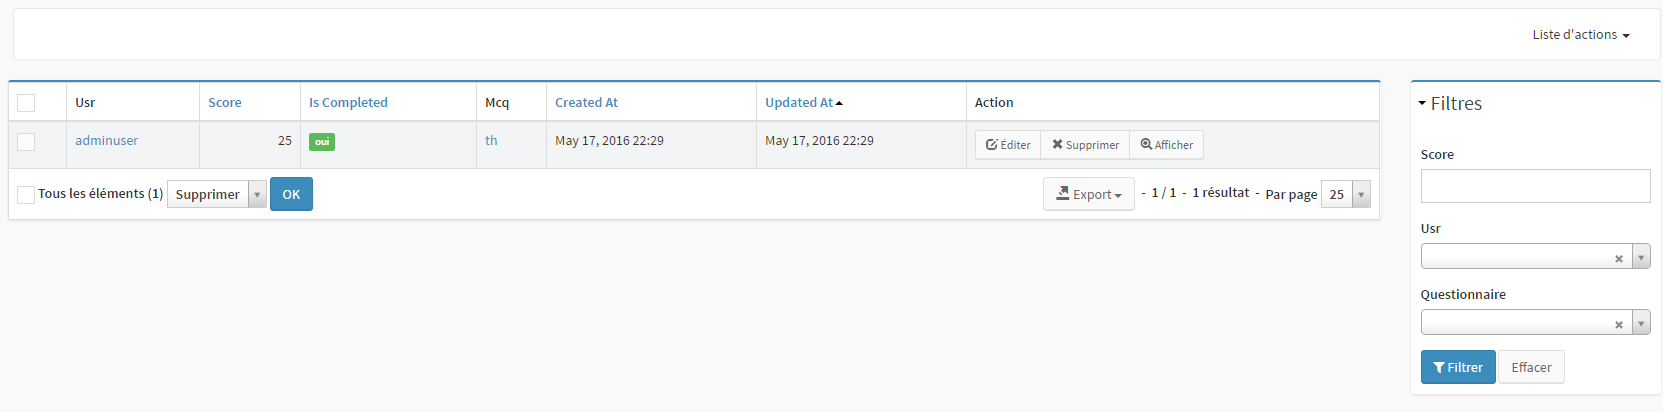 Liste d'actions
Usr Score Is Completed Mcq Created At Updated At Action
adminuser 25 oui th May 17, 2016 22:29 May 17, 2016 22:29 Éditer Supprimer Afficher
Tous les éléments (1) Supprimer OK Export - 1 / 1 - 1 résultat - Par page 25
Filtres
Score
Usr
Questionnaire
Filtrer Effacer